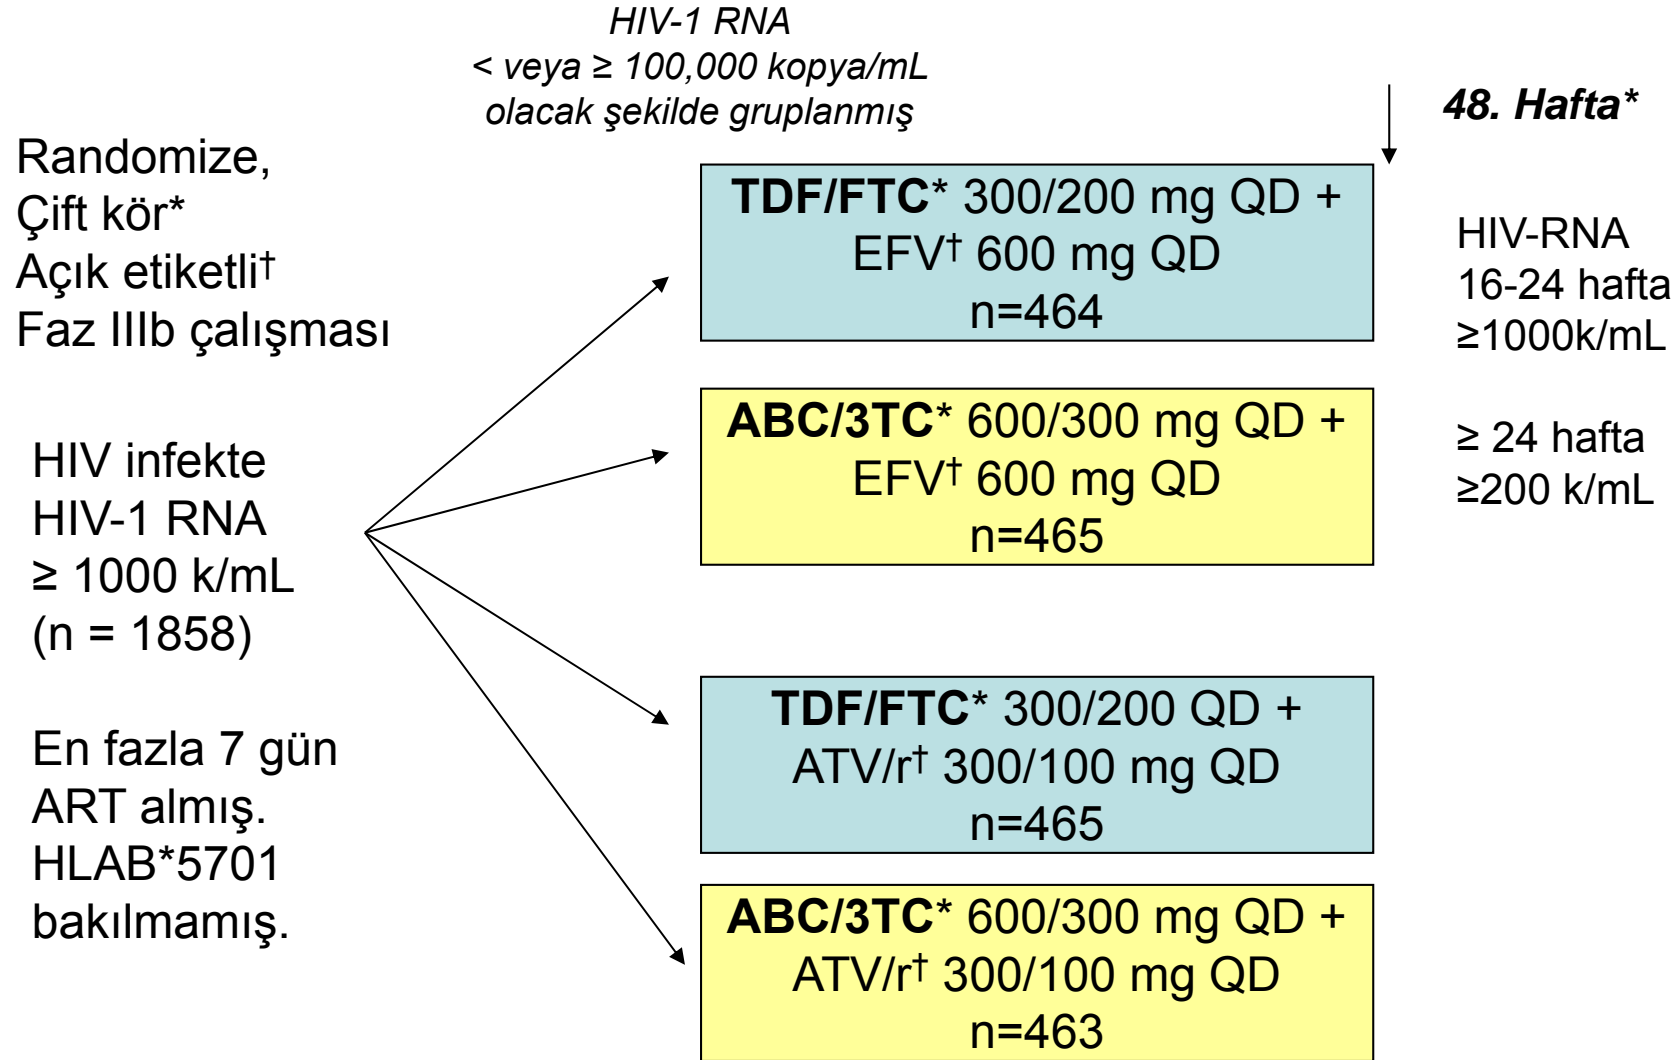 HIV-1 RNA
< veya ≥ 100,000 kopya/mL
olacak şekilde gruplanmış
48. Hafta*
Randomize,
Çift kör*
Açık etiketli†
Faz IIIb çalışması
HIV infekte
HIV-1 RNA
≥ 1000 k/mL
(n = 1858)
En fazla 7 gün
ART almış.
HLAB*5701
bakılmamış.
TDF/FTC* 300/200 mg QD +
EFV† 600 mg QD
n=464
ABC/3TC* 600/300 mg QD +
EFV† 600 mg QD
n=465
TDF/FTC* 300/200 QD +
ATV/r† 300/100 mg QD
n=465
ABC/3TC* 600/300 mg QD +
ATV/r† 300/100 mg QD
n=463
HIV-RNA
16-24 hafta
≥1000k/mL
≥ 24 hafta
≥200 k/mL